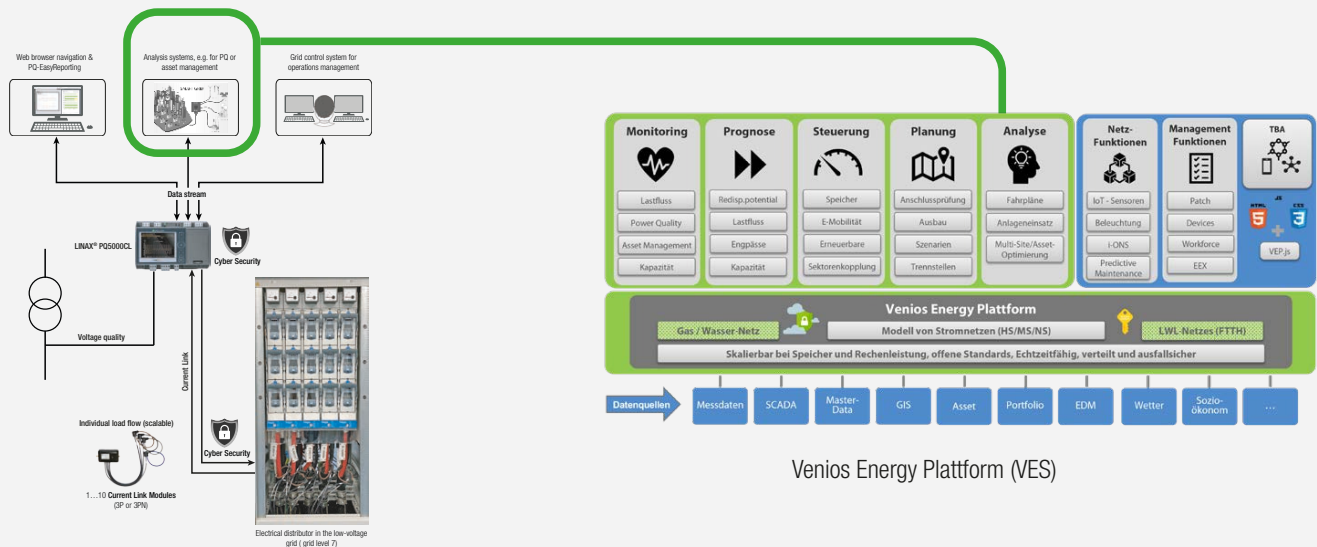 Web browser navigation &
PQ-EasyReporting
Analysis systems, e.g. for PQ or
asset management
Grid control system for
operations management
SMART GRID
Data stream
LINAX® PQ5000CL
Cyber Security
Voltage quality
Current Link
Individual load flow (scalable)
Cyber Security
1…10 Current Link Modules
(3P or 3PN)
Electrical distributor in the low-voltage
grid ( grid level 7)
Monitoring
Lastfluss
Power Quality
Asset Management
Kapazität
Prognose
Redisp.potential
Lastfluss
Engpässe
Kapazität
Steuerung
Speicher
E-Mobilität
Erneuerbare
Sektorenkopplung
Planung
Anschlussprüfung
Ausbau
Szenarien
Trennstellen
Analyse
Fahrpläne
Anlageneinsatz
Multi-Site/Asset-
Optimierung
Netz-
Funktionen
IoT - Sensoren
Beleuchtung
i-ONS
Predictive
Maintenance
Management
Funktionen
Patch
Devices
Workforce
EEX
TBA
HTML
5
JS
CSS
3
VEP.js
Venios Energy Plattform
Gas / Wasser-Netz
Modell von Stromnetzen (HS/MS/NS)
LWL-Netzes (FTTH)
Skalierbar bei Speicher und Rechenleistung, offene Standards, Echtzeitfähig, verteilt und ausfallsicher
Datenquellen
Messdaten
SCADA
Master-
Data
GIS
Asset
Portfolio
EDM
Wetter
Sozio-
ökonom
…
Venios Energy Plattform (VES)